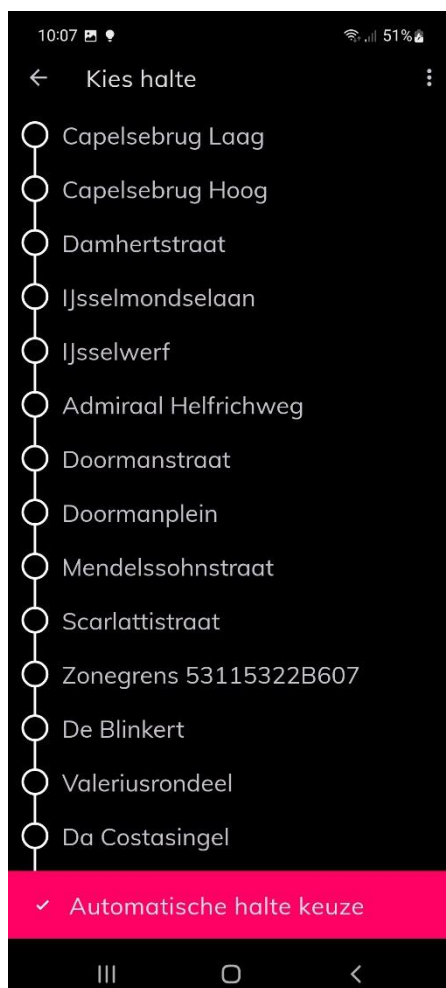 10:07 51%
Kies halte
Capelsebrug Laag
Capelsebrug Hoog
Damhertstraat
IJsselmondselaan
IJsselwerf
Admiraal Helfrichweg
Doormanstraat
Doormanplein
Mendelssohnstraat
Scarlattistraat
Zonegrens 53115322B607
De Blinkert
Valeriusrondeel
Da Costasingel
Automatische halte keuze